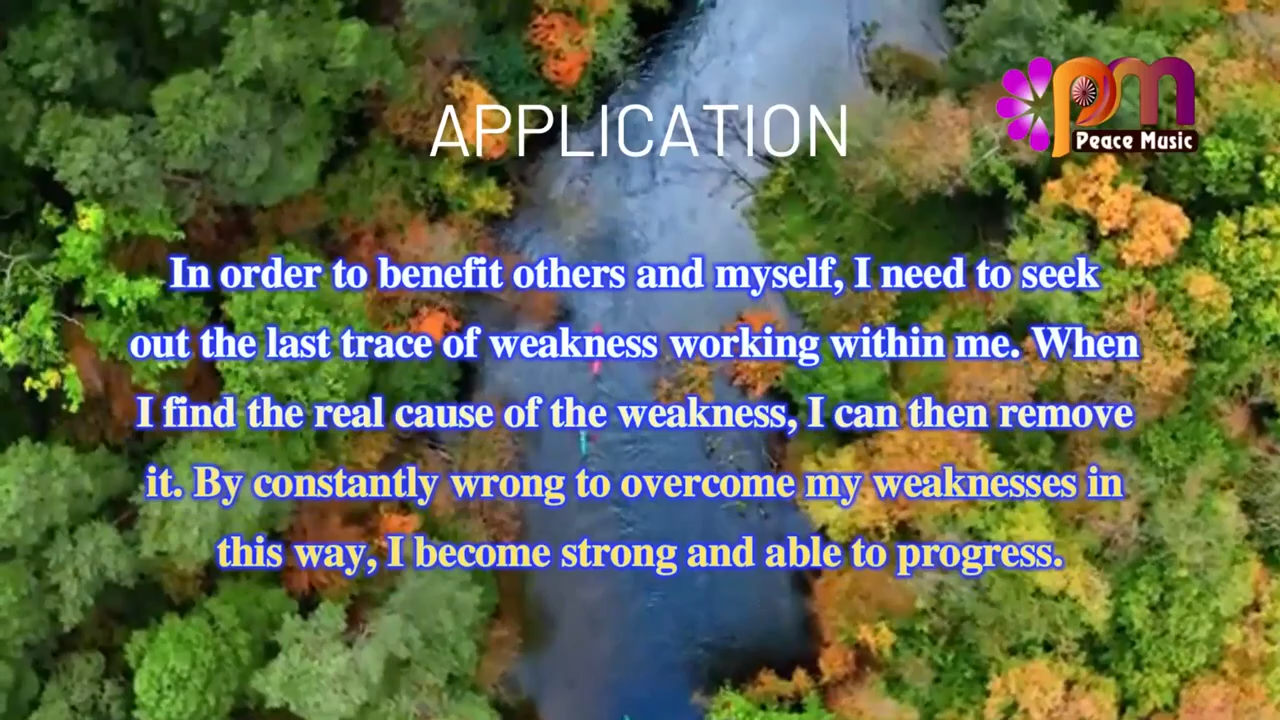 APPLICATION
pm
Peace Music
In order to benefit others and myself, I need to seek
out the last trace of weakness working within me. When
I find the real cause of the weakness, I can then remove
it. By constantly wrong to overcome my weaknesses in
this way, I become strong and able to progress.